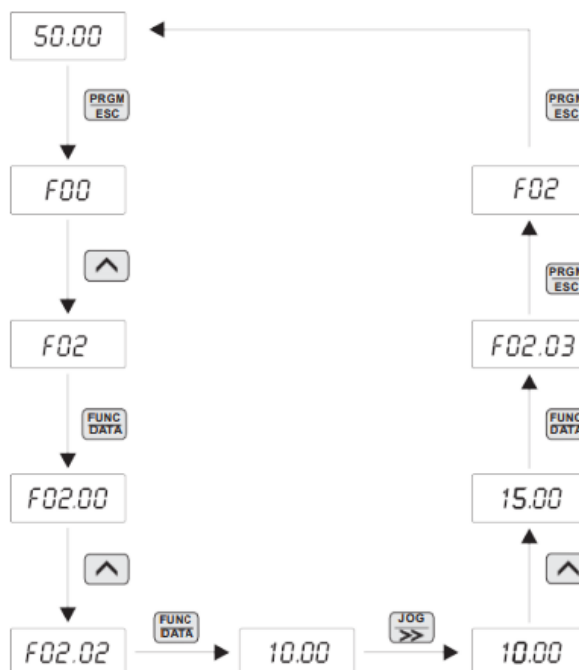 50.00
PRGM
ESC
F00
F02
FUNC
DATA
F02.00
F02.02
FUNC
DATA
10.00
JOG
>>
10.00
15.00
FUNC
DATA
F02.03
PRGM
ESC
F02
PRGM
ESC